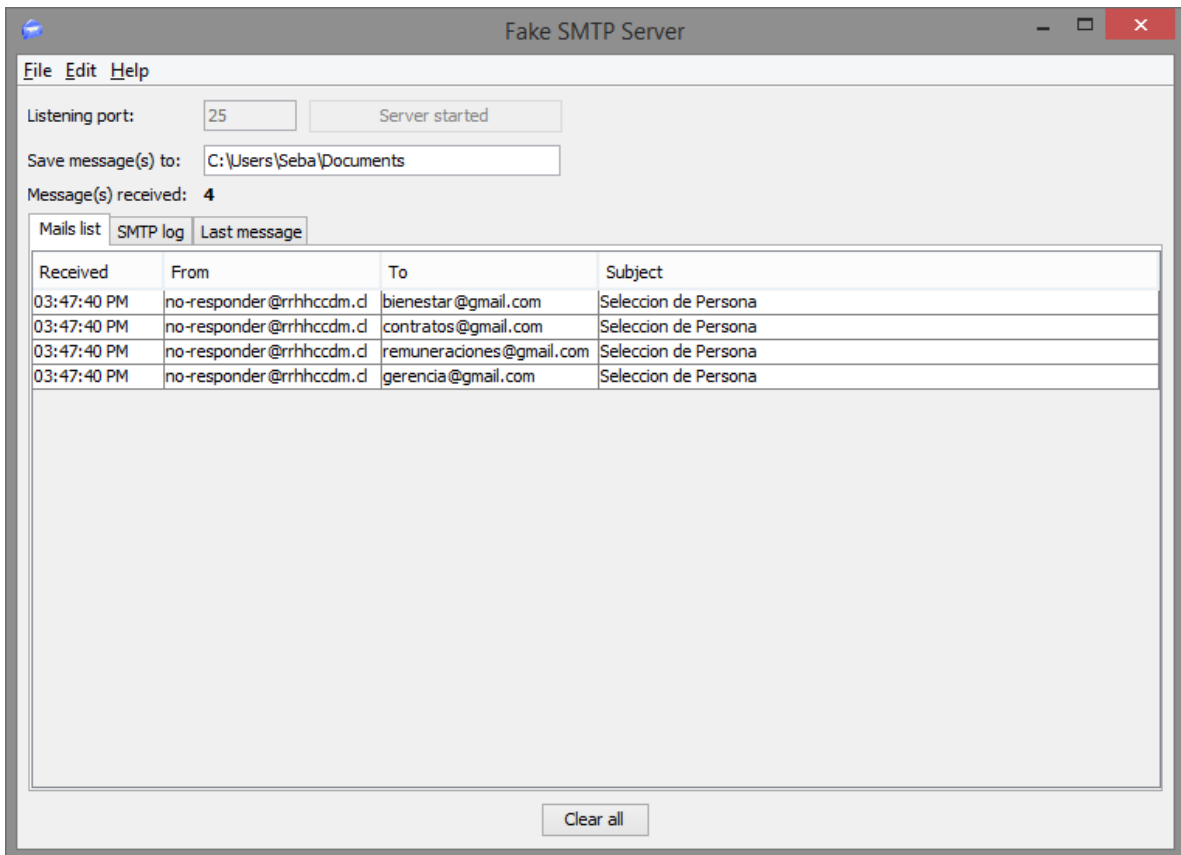 Fake SMTP Server
File Edit Help
Listening port: 25 Server started
Save message(s) to: C:\Users\Seba\Documents
Message(s) received: 4
Mails list SMTP log Last message
Received From To Subject
03:47:40 PM no-responder@rrhhccdm.cl bienestar@gmail.com Seleccion de Persona
03:47:40 PM no-responder@rrhhccdm.cl contratos@gmail.com Seleccion de Persona
03:47:40 PM no-responder@rrhhccdm.cl remuneraciones@gmail.com Seleccion de Persona
03:47:40 PM no-responder@rrhhccdm.cl gerencia@gmail.com Seleccion de Persona
Clear all